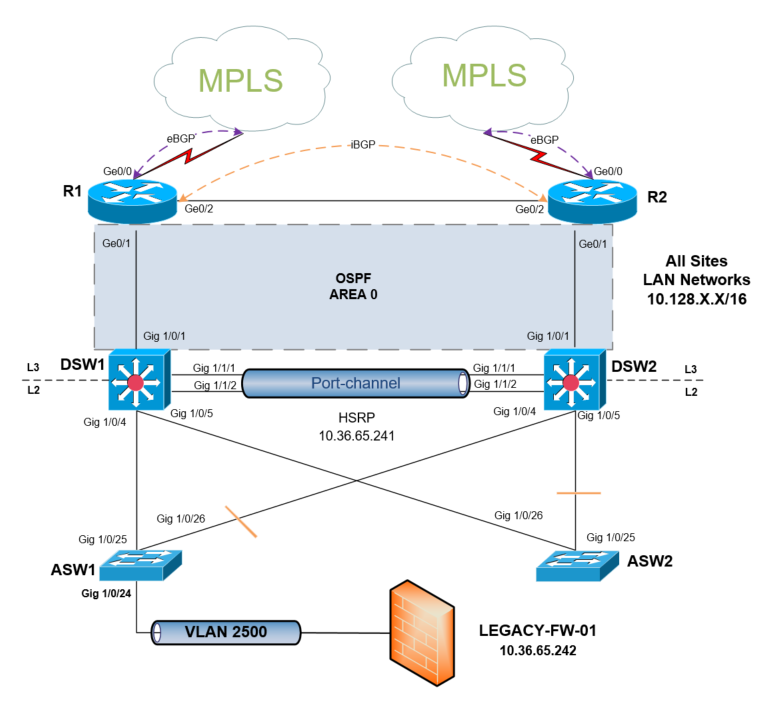 MPLS
MPLS
eBGP
iBGP
eBGP
Ge0/0
Ge0/0
R1
R2
Ge0/2
Ge0/2
Ge0/1
Ge0/1
OSPF
AREA 0
All Sites
LAN Networks
10.128.X.X/16
Gig 1/0/1
Gig 1/0/1
DSW1
DSW2
L3
L2
Gig 1/1/1
Gig 1/1/2
Port-channel
Gig 1/1/1
Gig 1/1/2
L3
L2
HSRP
10.36.65.241
Gig 1/0/4
Gig 1/0/5
Gig 1/0/4
Gig 1/0/5
Gig 1/0/25
Gig 1/0/26
Gig 1/0/26
Gig 1/0/25
ASW1
ASW2
Gig 1/0/24
VLAN 2500
LEGACY-FW-01
10.36.65.242